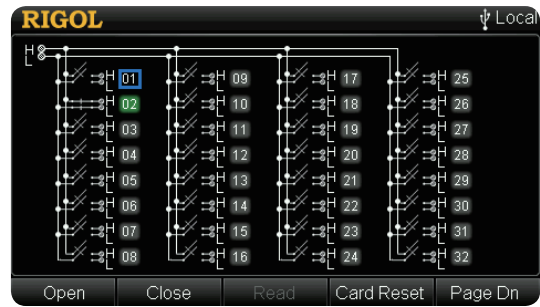 RIGOL Local
H
L
H 01 H 09 H 17 H 25
L L L L
H 02 H 10 H 18 H 26
L L L L
H 03 H 11 H 19 H 27
L L L L
H 04 H 12 H 20 H 28
L L L L
H 05 H 13 H 21 H 29
L L L L
H 06 H 14 H 22 H 30
L L L L
H 07 H 15 H 23 H 31
L L L L
H 08 H 16 H 24 H 32
L L L L
Open Close Read Card Reset Page Dn